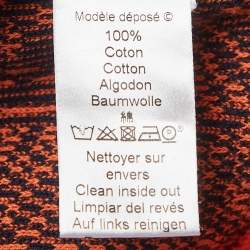 Modèle déposé ©
100%
Coton
Cotton
Algodon
Baumwolle
Nettoyer sur
envers
Clean inside out
Limpiar del revés
Auf links reinigen